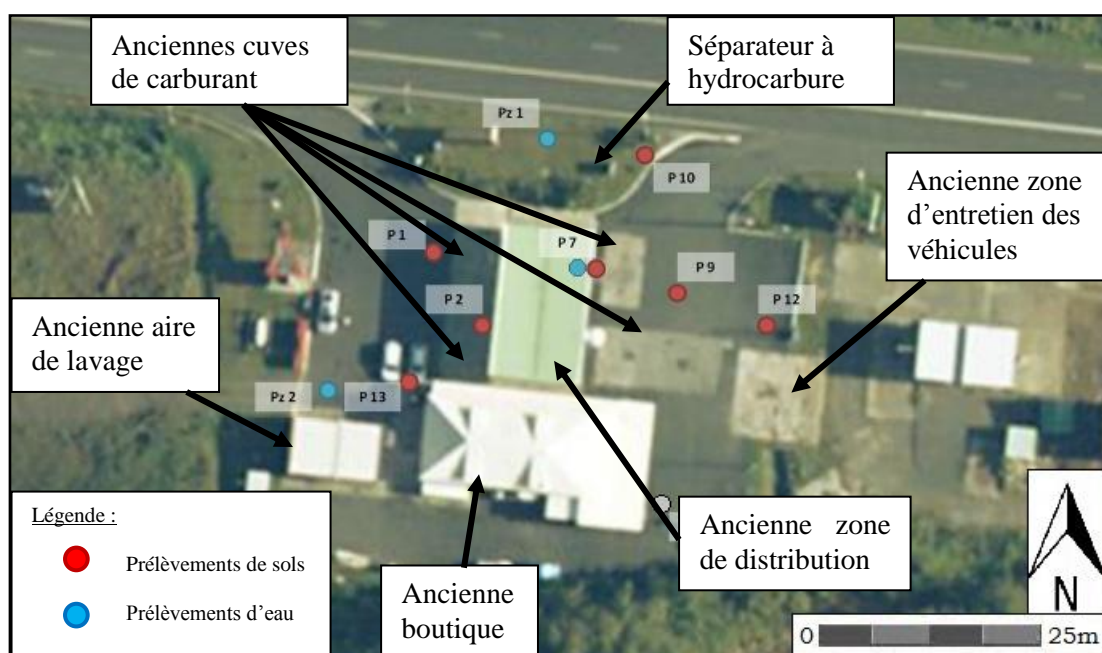 Anciennes cuves
de carburant
Séparateur à
hydrocarbure
Pz 1
P 10
Ancienne zone
d’entretien des
véhicules
P 1
P 7
P 9
P 2
P 12
Ancienne aire
de lavage
Pz 2
P 13
Légende :
Prélèvements de sols
Prélèvements d’eau
Ancienne
boutique
Ancienne zone
de distribution
N
0
25m